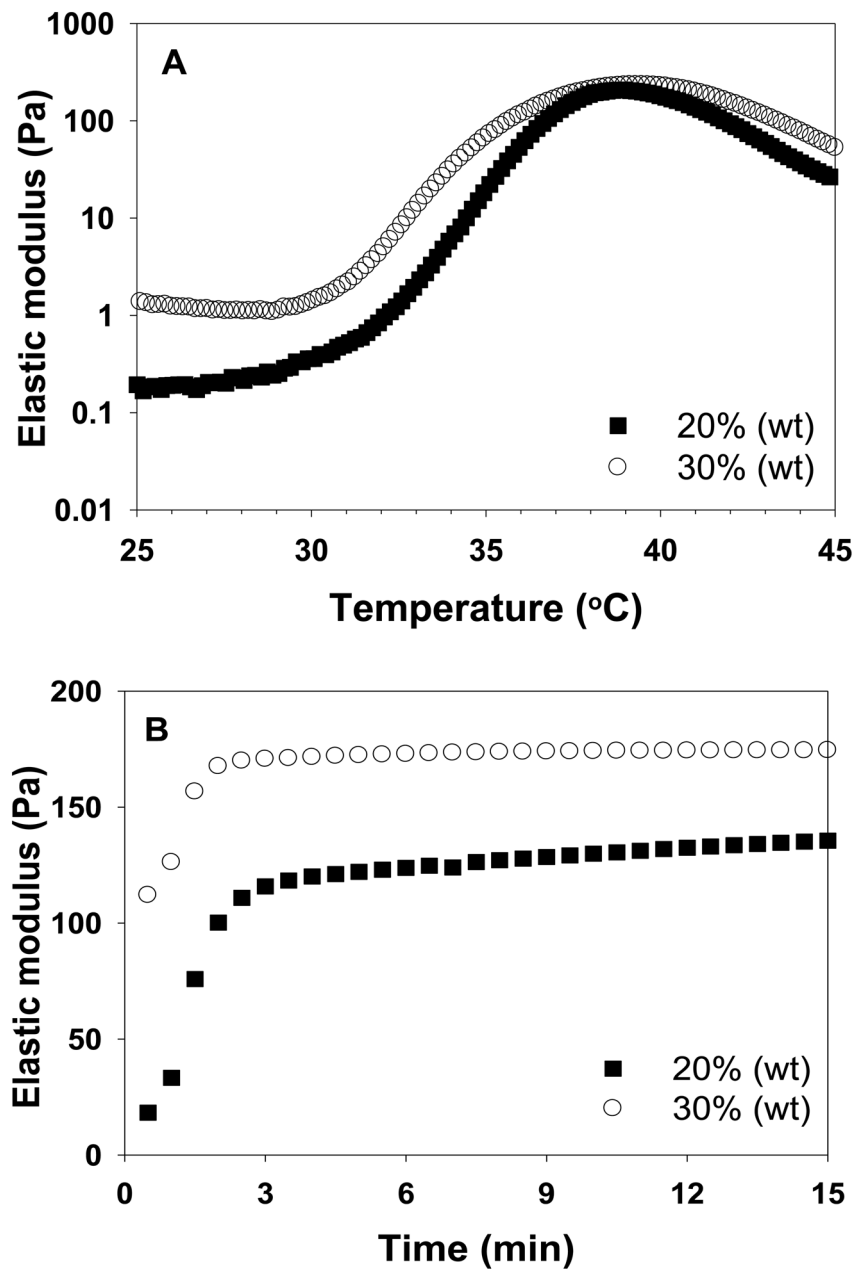 A
1000
100
10
1
0.1
0.01
Elastic modulus (Pa)
20% (wt)
30% (wt)
25 30 35 40 45
Temperature (°C)
B
200
150
100
50
0
Elastic modulus (Pa)
20% (wt)
30% (wt)
0 3 6 9 12 15
Time (min)